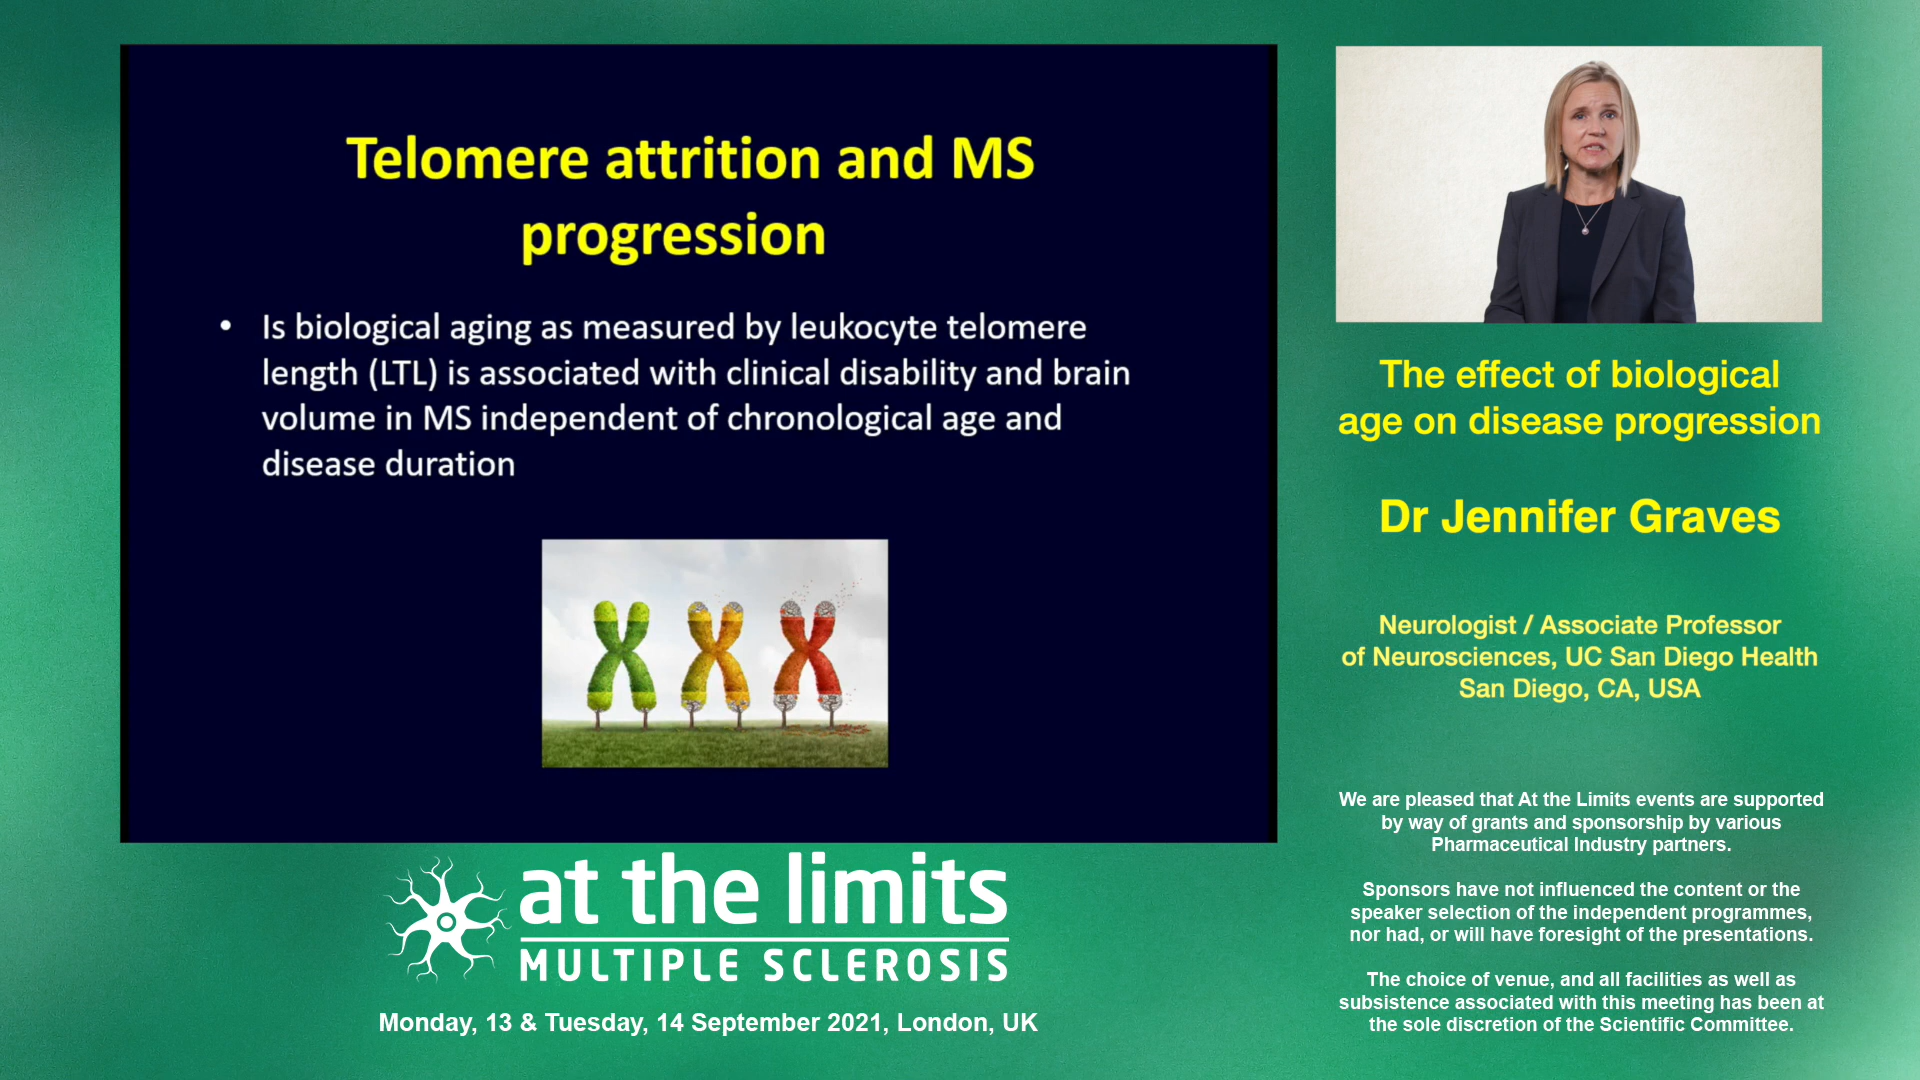 Telomere attrition and MS
progression
• Is biological aging as measured by leukocyte telomere
length (LTL) is associated with clinical disability and brain
volume in MS independent of chronological age and
disease duration
The effect of biological
age on disease progression
Dr Jennifer Graves
Neurologist / Associate Professor
of Neurosciences, UC San Diego Health
San Diego, CA, USA
We are pleased that At the Limits events are supported
by way of grants and sponsorship by various
Pharmaceutical Industry partners.
Sponsors have not influenced the content or the
speaker selection of the independent programmes,
nor had, or will have foresight of the presentations.
The choice of venue, and all facilities as well as
subsistence associated with this meeting has been at
the sole discretion of the Scientific Committee.
at the limits
MULTIPLE SCLEROSIS
Monday, 13 & Tuesday, 14 September 2021, London, UK